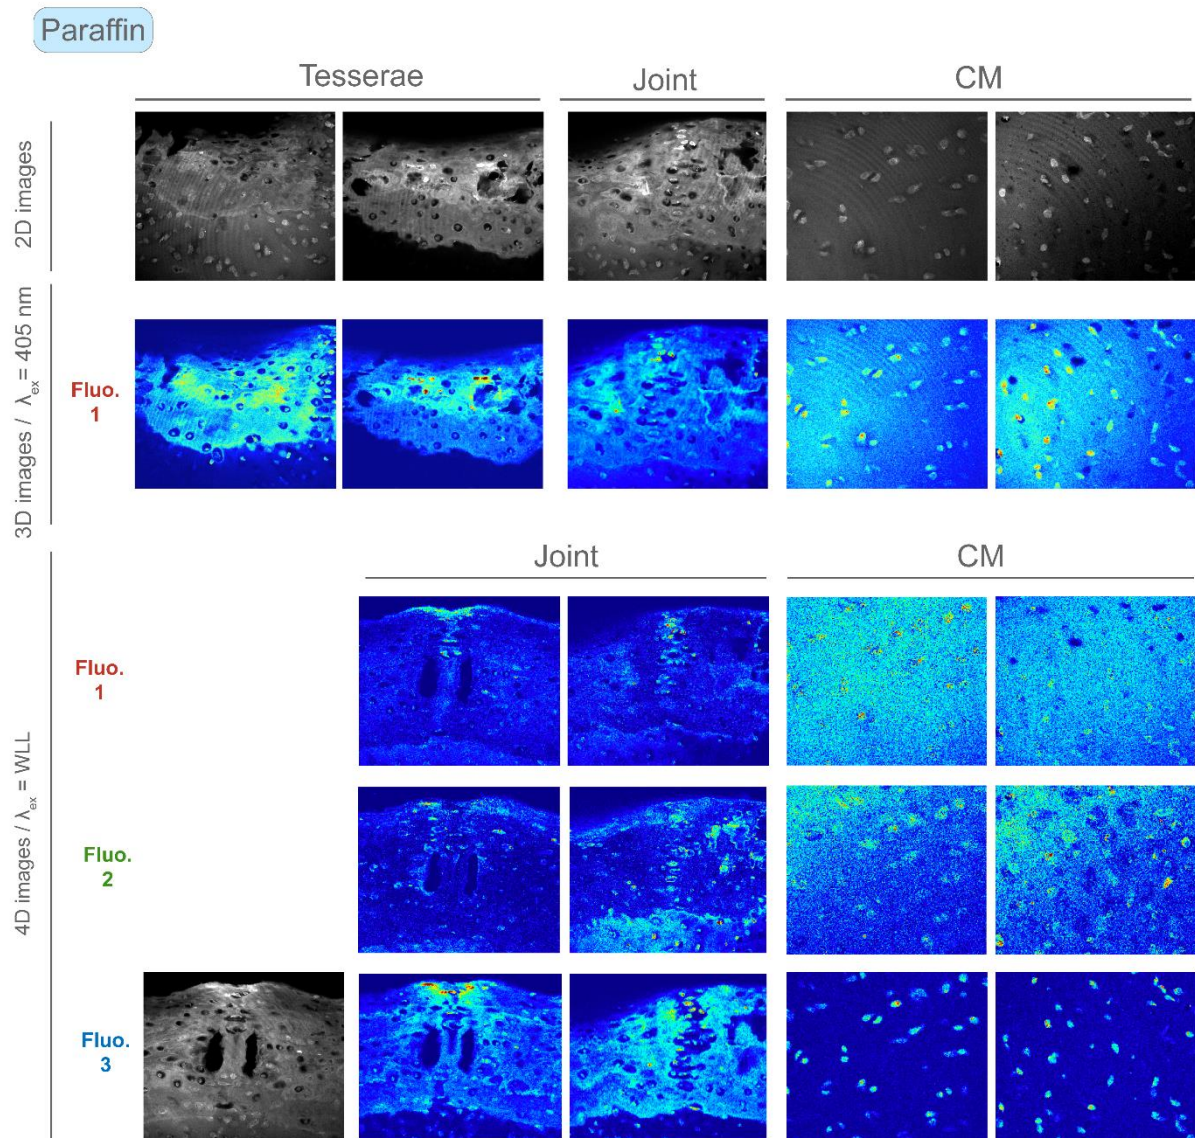 Paraffin
Tesserae
Joint
CM
2D images
3D images / λex = 405 nm
Fluo.
1
Joint
CM
4D images / λex = WLL
Fluo.
1
Fluo.
2
Fluo.
3